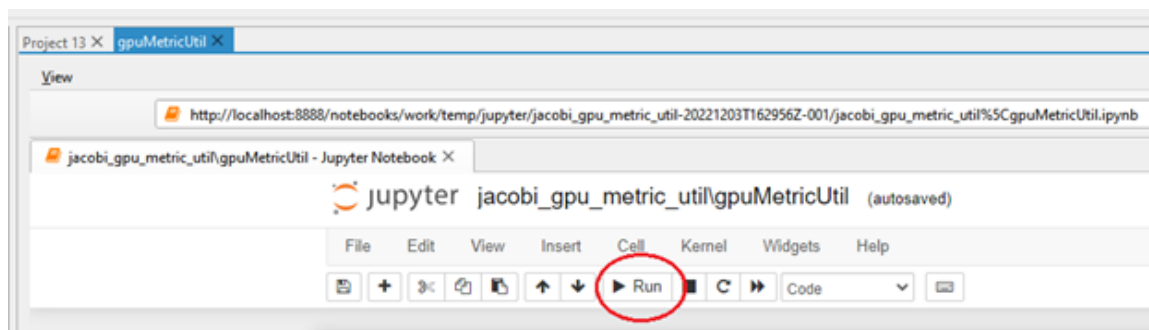 Project 13 X gpuMetricUtil X
View
http://localhost:8888/notebooks/work/temp/jupyter/jacobi_gpu_metric_util-20221203T162956Z-001/jacobi_gpu_metric_util%5CgpuMetricUtil.ipynb
jacobi_gpu_metric_util\gpuMetricUtil - Jupyter Notebook X
jupyter jacobi_gpu_metric_util\gpuMetricUtil (autosaved)
File Edit View Insert Cell Kernel Widgets Help
Run Code